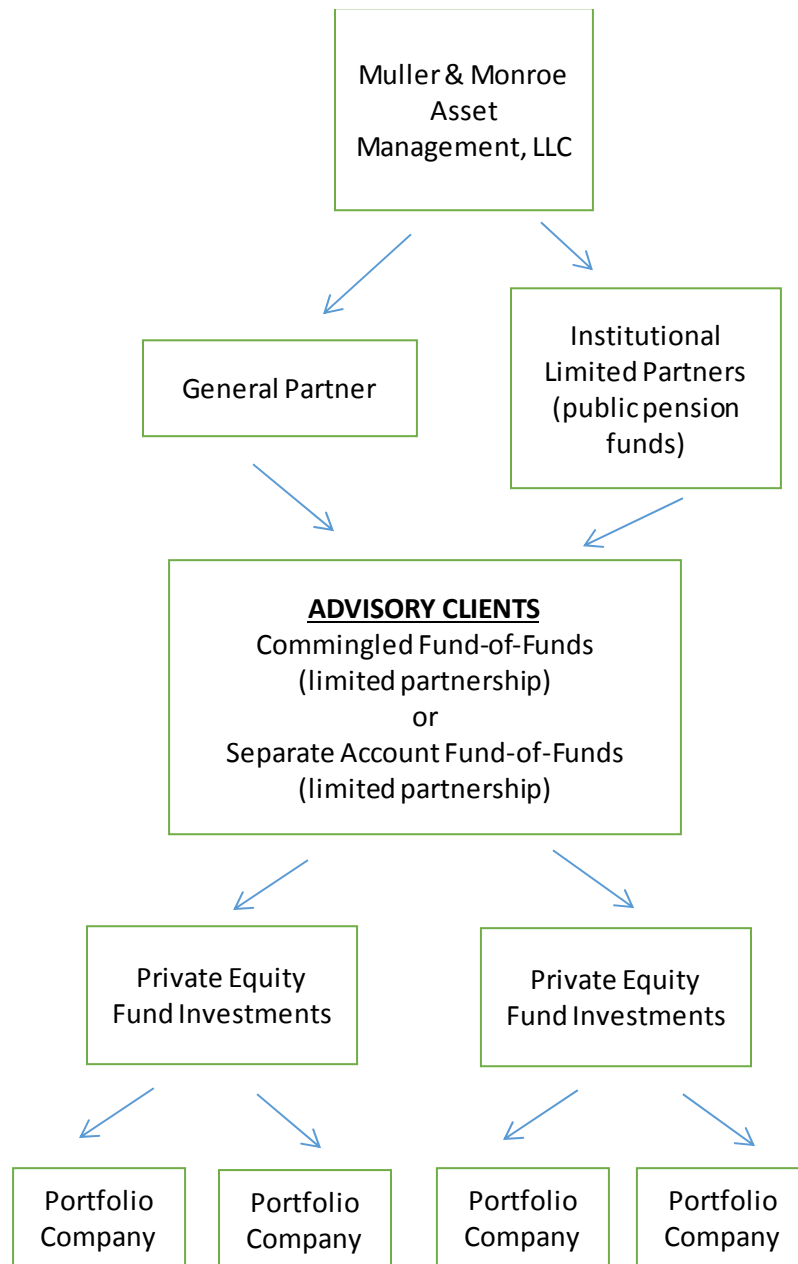 Muller & Monroe
Asset
Management, LLC
General Partner
Institutional
Limited Partners
(public pension
funds)
ADVISORY CLIENTS
Commingled Fund-of-Funds
(limited partnership)
or
Separate Account Fund-of-Funds
(limited partnership)
Private Equity
Fund Investments
Private Equity
Fund Investments
Portfolio
Company
Portfolio
Company
Portfolio
Company
Portfolio
Company